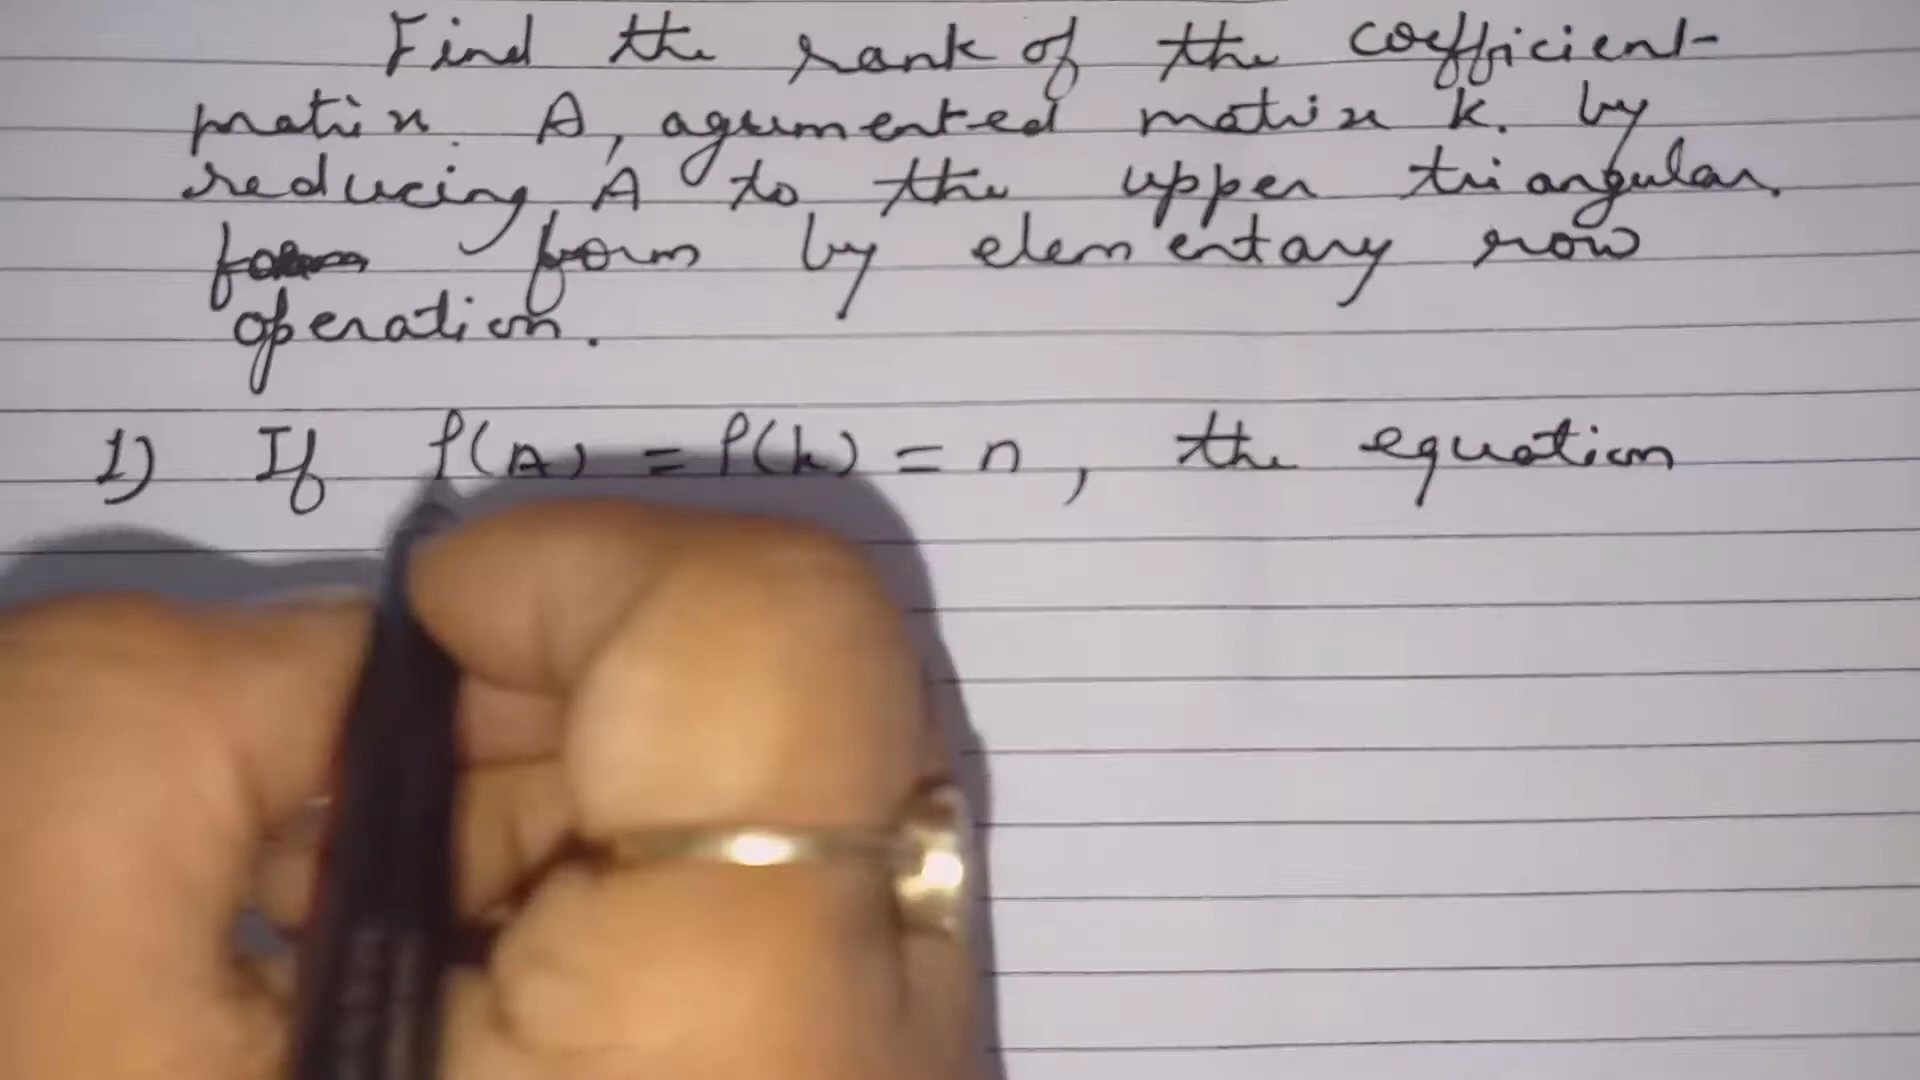 Find the rank of the coefficient
matrix A, agumented matrix k. by
reducing A to the upper triangular.
form form by elementary row
operation.
1) If ρ(A) = ρ(k) = n, the equation